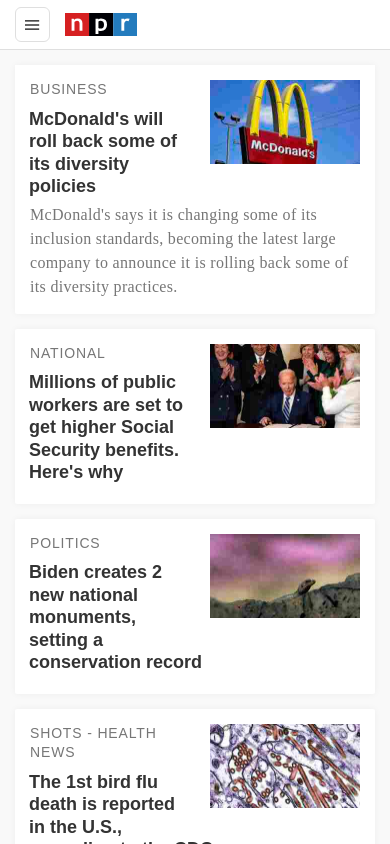 npr
BUSINESS
McDonald's
McDonald's will
roll back some of
its diversity
policies
McDonald's says it is changing some of its
inclusion standards, becoming the latest large
company to announce it is rolling back some of
its diversity practices.
NATIONAL
Millions of public
workers are set to
get higher Social
Security benefits.
Here's why
POLITICS
Biden creates 2
new national
monuments,
setting a
conservation record
SHOTS - HEALTH
NEWS
The 1st bird flu
death is reported
in the U.S.,